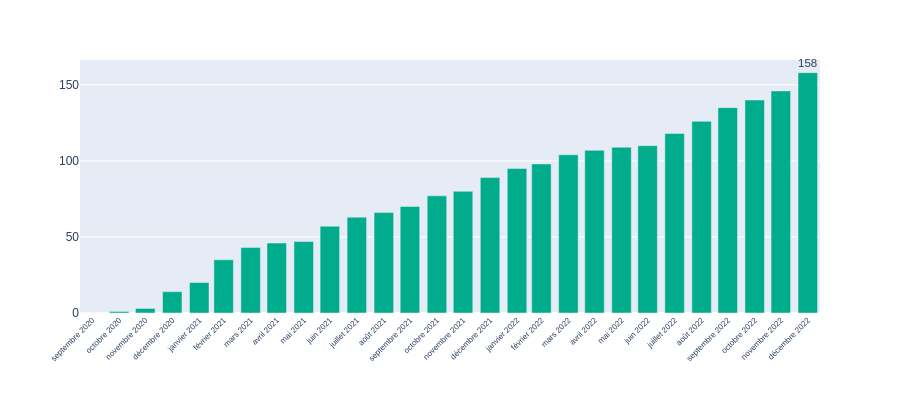 158
150
100
50
0
septembre 2020
octobre 2020
novembre 2020
décembre 2020
janvier 2021
février 2021
mars 2021
avril 2021
mai 2021
juin 2021
juillet 2021
août 2021
septembre 2021
octobre 2021
novembre 2021
décembre 2021
janvier 2022
février 2022
mars 2022
avril 2022
mai 2022
juin 2022
juillet 2022
août 2022
septembre 2022
octobre 2022
novembre 2022
décembre 2022